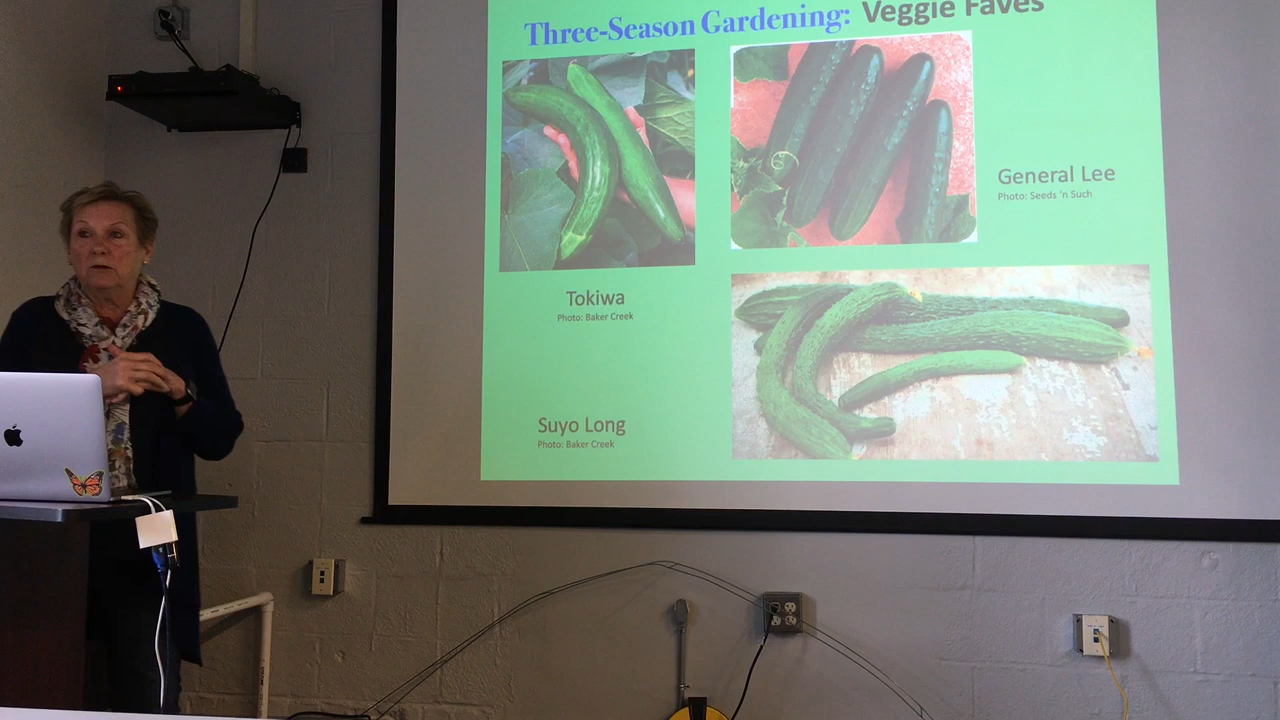 Three-Season Gardening: Veggie Faves
General Lee
Photo: Seeds 'n Such
Tokiwa
Photo: Baker Creek
Suyo Long
Photo: Baker Creek